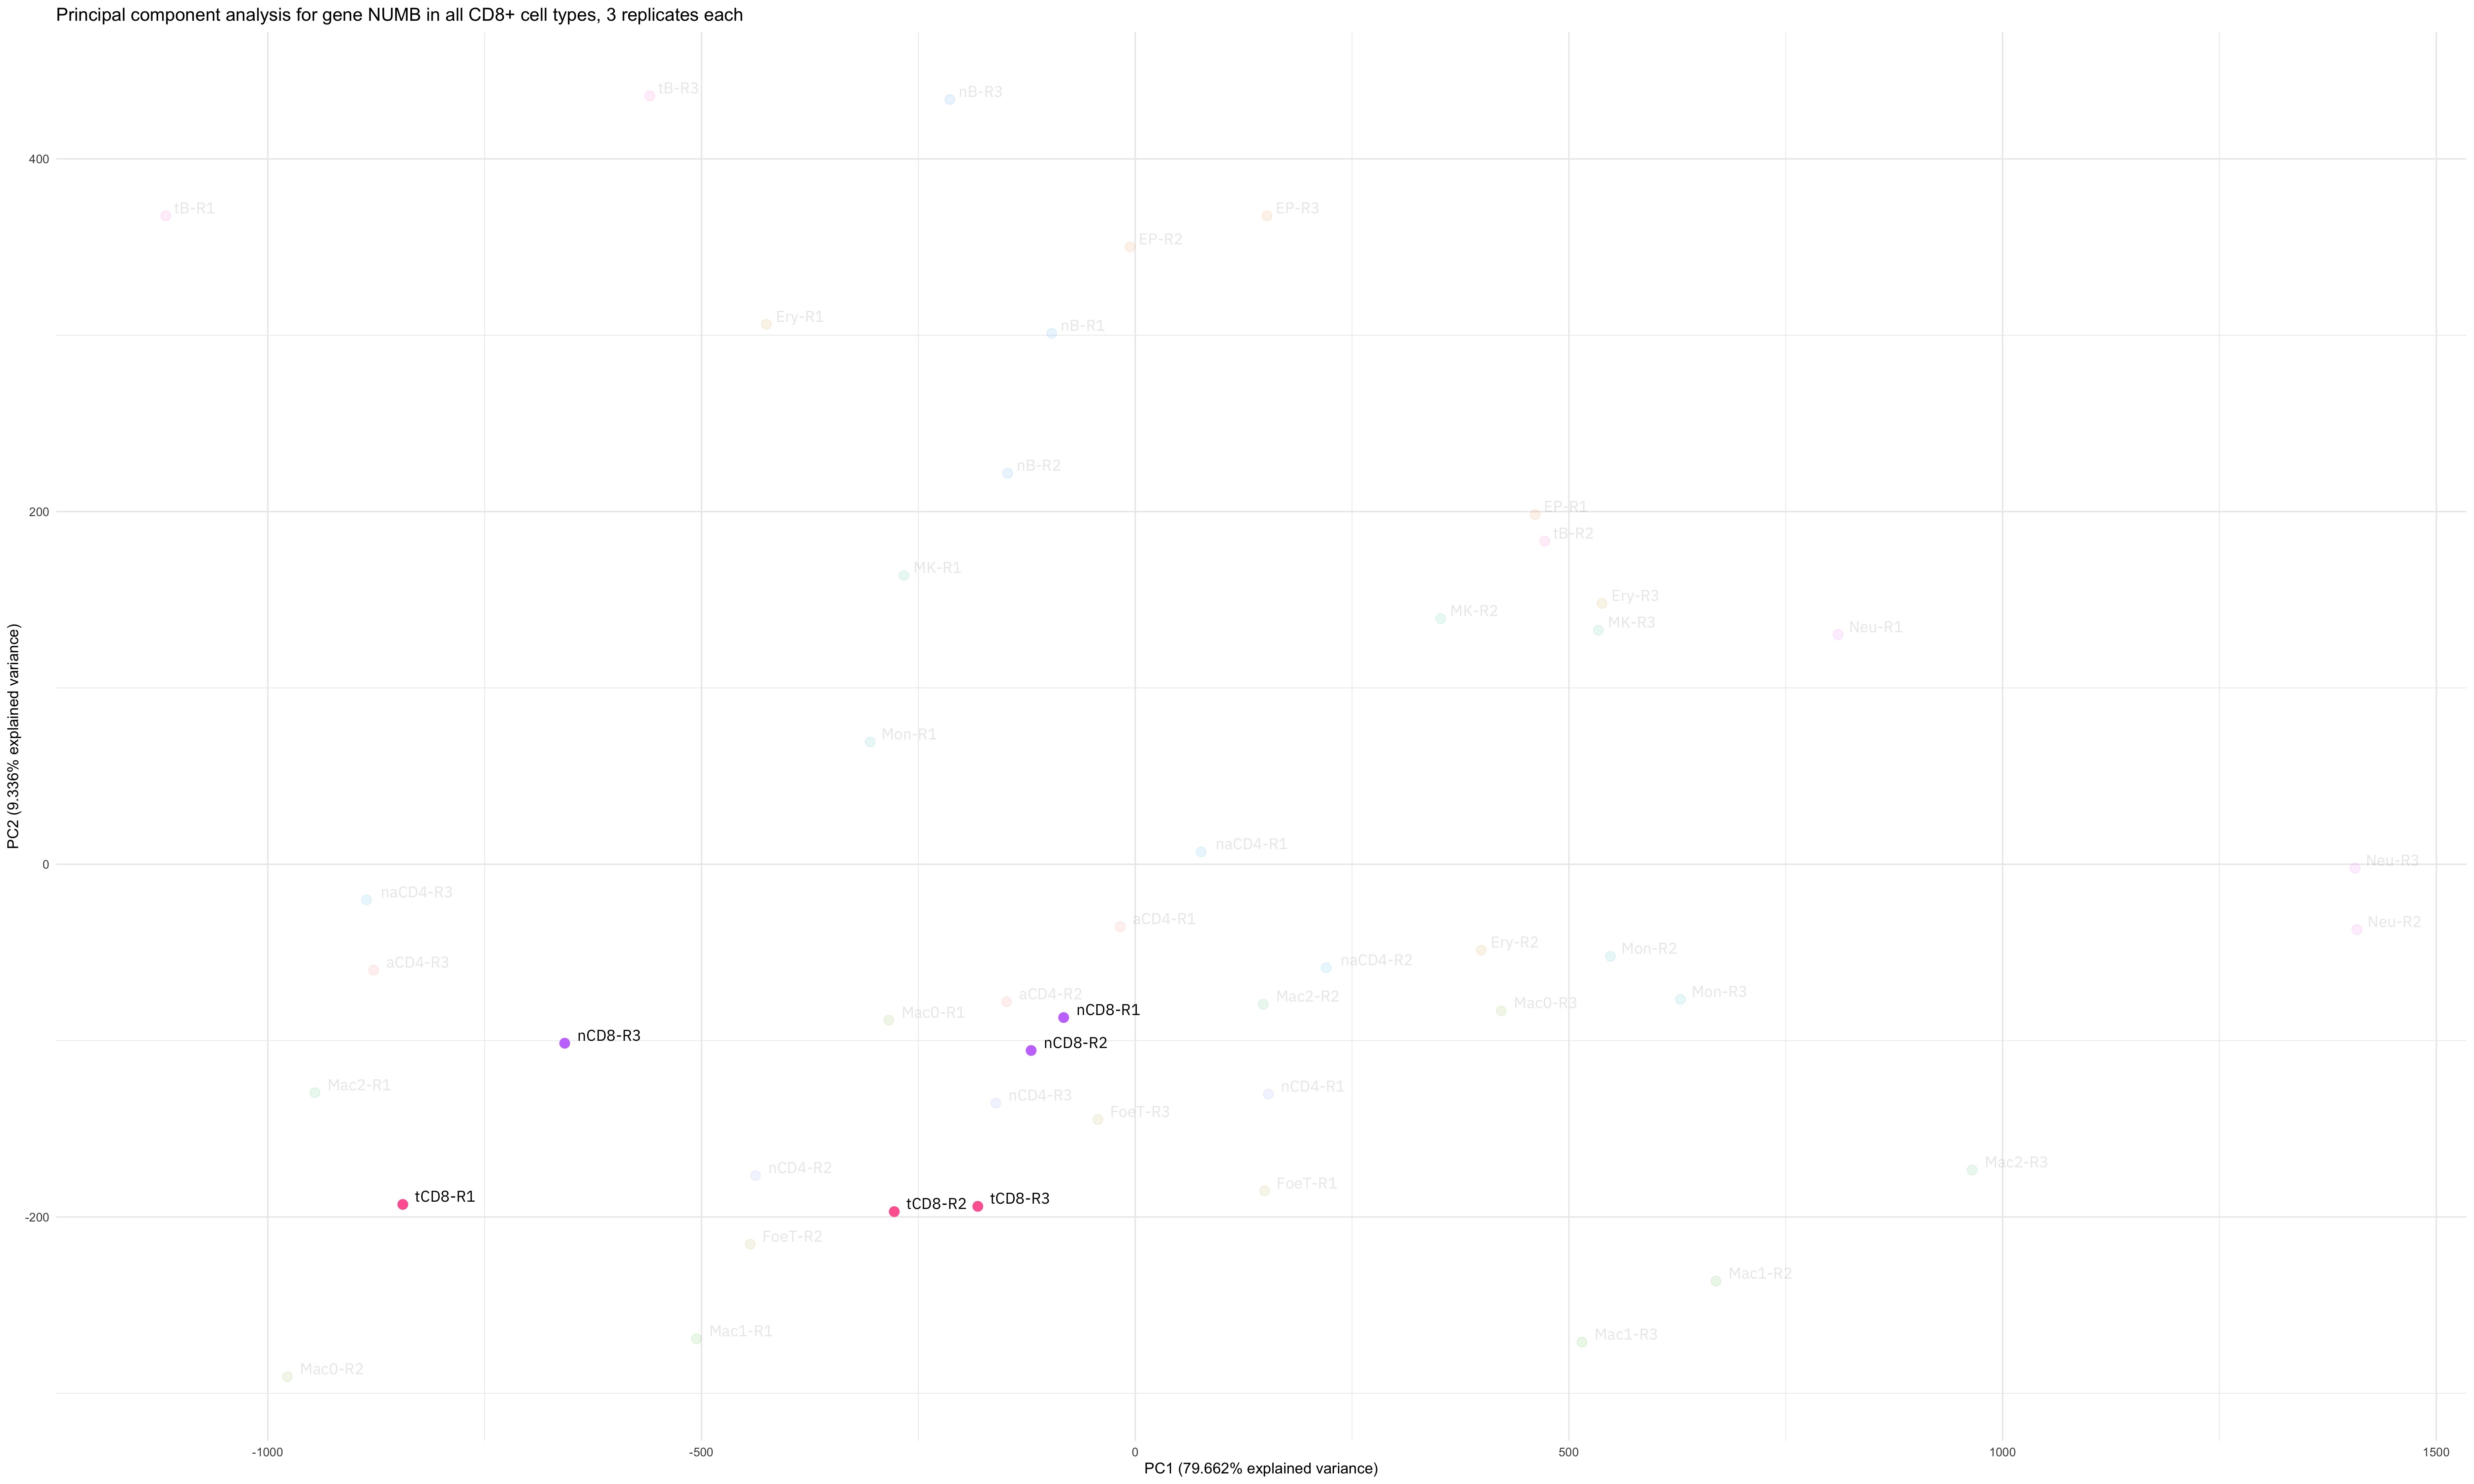 Principal component analysis for gene NUMB in all CD8+ cell types, 3 replicates each
tB-R3
nB-R3
400
tB-R1
EP-R3
EP-R2
Ery-R1
nB-R1
nB-R2
200
EP-R1
tB-R2
MK-R1
Ery-R3
MK-R2
MK-R3
Neu-R1
PC2 (9.336% explained variance)
Mon-R1
naCD4-R1
0
Neu-R3
naCD4-R3
aCD4-R1
Neu-R2
Ery-R2
Mon-R2
aCD4-R3
naCD4-R2
Mon-R3
aCD4-R2
Mac2-R2
Mac0-R3
Mac0-R1
nCD8-R1
nCD8-R3
nCD8-R2
Mac2-R1
nCD4-R1
nCD4-R3
FoeT-R3
Mac2-R3
nCD4-R2
FoeT-R1
tCD8-R1
tCD8-R3
tCD8-R2
-200
FoeT-R2
Mac1-R2
Mac1-R1
Mac1-R3
Mac0-R2
-1000
-500
0
500
1000
1500
PC1 (79.662% explained variance)